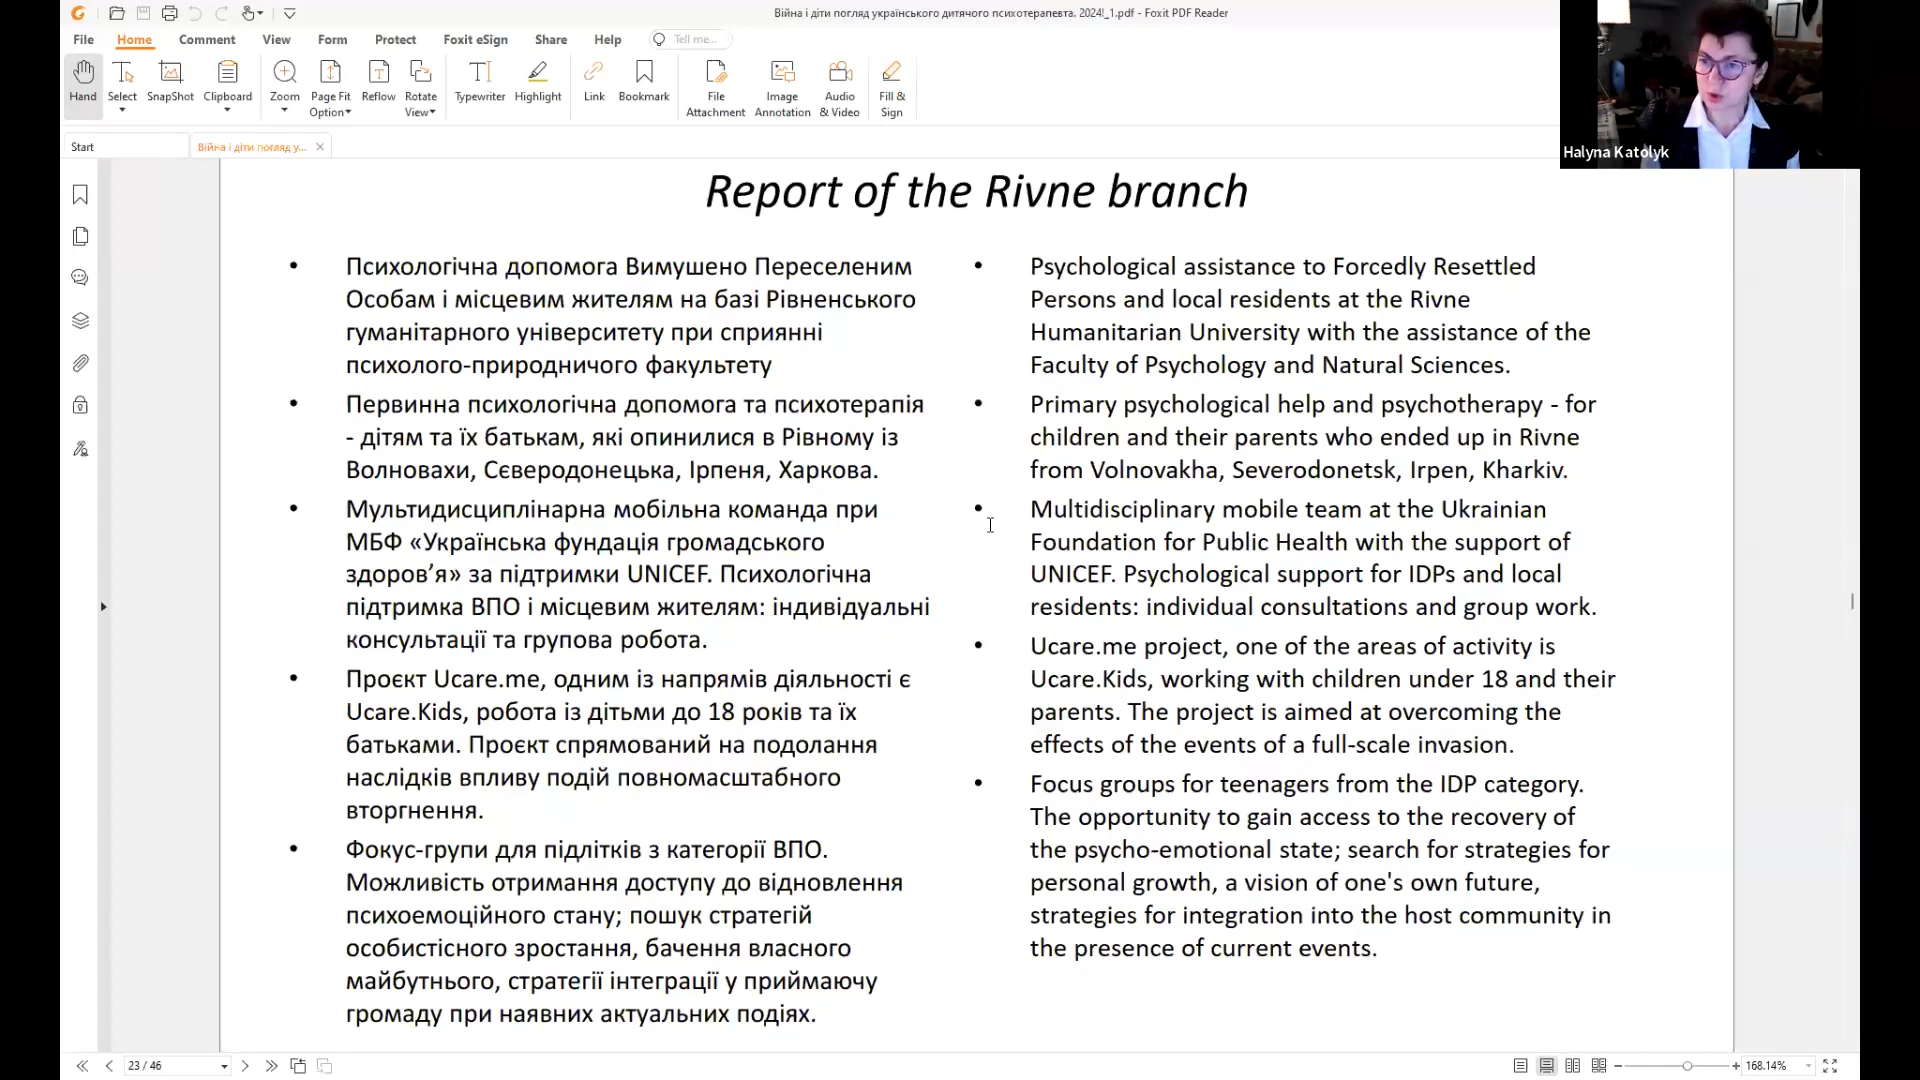 Війна і діти погляд українського дитячого психотерапевта. 2024!_1.pdf - Foxit PDF Reader
File Home Comment View Form Protect Foxit eSign Share Help Tell me...
Hand Select SnapShot Clipboard Zoom Page Fit Option Reflow Rotate View Typewriter Highlight Link Bookmark File Attachment Image Annotation Audio & Video Fill & Sign
Halyna Katolyk
Start Війна і діти погляд у...
Report of the Rivne branch
• Психологічна допомога Вимушено Переселеним
Особам і місцевим жителям на базі Рівненського
гуманітарного університету при сприянні
психолого-природничого факультету
• Первинна психологічна допомога та психотерапія
- дітям та їх батькам, які опинилися в Рівному із
Волновахи, Сєверодонецька, Ірпеня, Харкова.
• Мультидисциплінарна мобільна команда при
МБФ «Українська фундація громадського
здоров’я» за підтримки UNICEF. Психологічна
підтримка ВПО і місцевим жителям: індивідуальні
консультації та групова робота.
• Проєкт Ucare.me, одним із напрямів діяльності є
Ucare.Kids, робота із дітьми до 18 років та їх
батьками. Проєкт спрямований на подолання
наслідків впливу подій повномасштабного
вторгнення.
• Фокус-групи для підлітків з категорії ВПО.
Можливість отримання доступу до відновлення
психоемоційного стану; пошук стратегій
особистісного зростання, бачення власного
майбутнього, стратегії інтеграції у приймаючу
громаду при наявних актуальних подіях.
• Psychological assistance to Forcedly Resettled
Persons and local residents at the Rivne
Humanitarian University with the assistance of the
Faculty of Psychology and Natural Sciences.
• Primary psychological help and psychotherapy - for
children and their parents who ended up in Rivne
from Volnovakha, Severodonetsk, Irpen, Kharkiv.
• Multidisciplinary mobile team at the Ukrainian
Foundation for Public Health with the support of
UNICEF. Psychological support for IDPs and local
residents: individual consultations and group work.
• Ucare.me project, one of the areas of activity is
Ucare.Kids, working with children under 18 and their
parents. The project is aimed at overcoming the
effects of the events of a full-scale invasion.
• Focus groups for teenagers from the IDP category.
The opportunity to gain access to the recovery of
the psycho-emotional state; search for strategies for
personal growth, a vision of one's own future,
strategies for integration into the host community in
the presence of current events.
23 / 46 168.14%